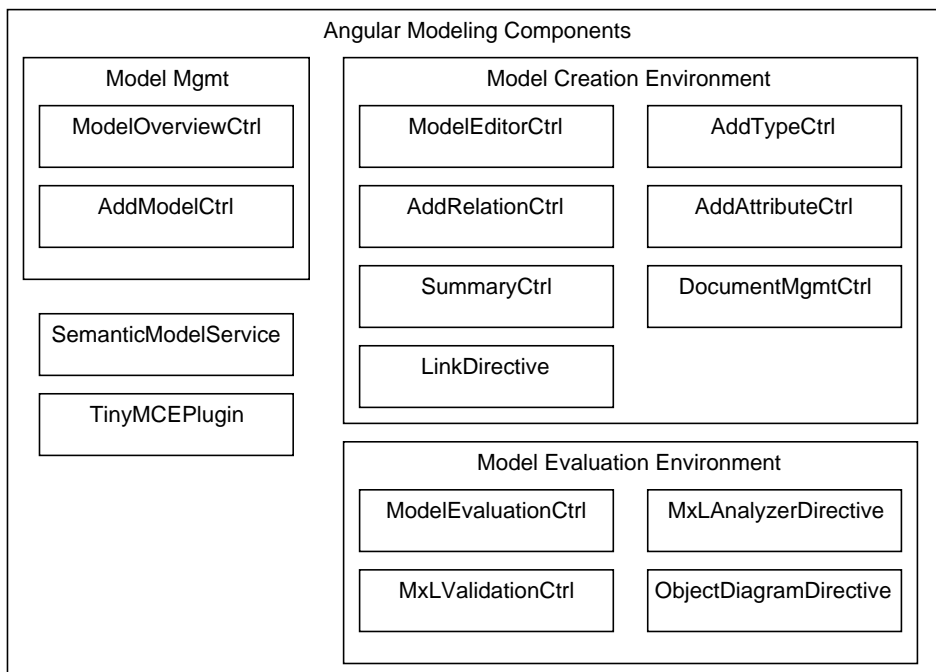 Angular Modeling Components
Model Mgmt
ModelOverviewCtrl
AddModelCtrl
SemanticModelService
TinyMCEPlugin
Model Creation Environment
ModelEditorCtrl
AddTypeCtrl
AddRelationCtrl
AddAttributeCtrl
SummaryCtrl
DocumentMgmtCtrl
LinkDirective
Model Evaluation Environment
ModelEvaluationCtrl
MxLAnalyzerDirective
MxLValidationCtrl
ObjectDiagramDirective